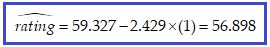 rating = 59.327 − 2.429 × (1) = 56.898